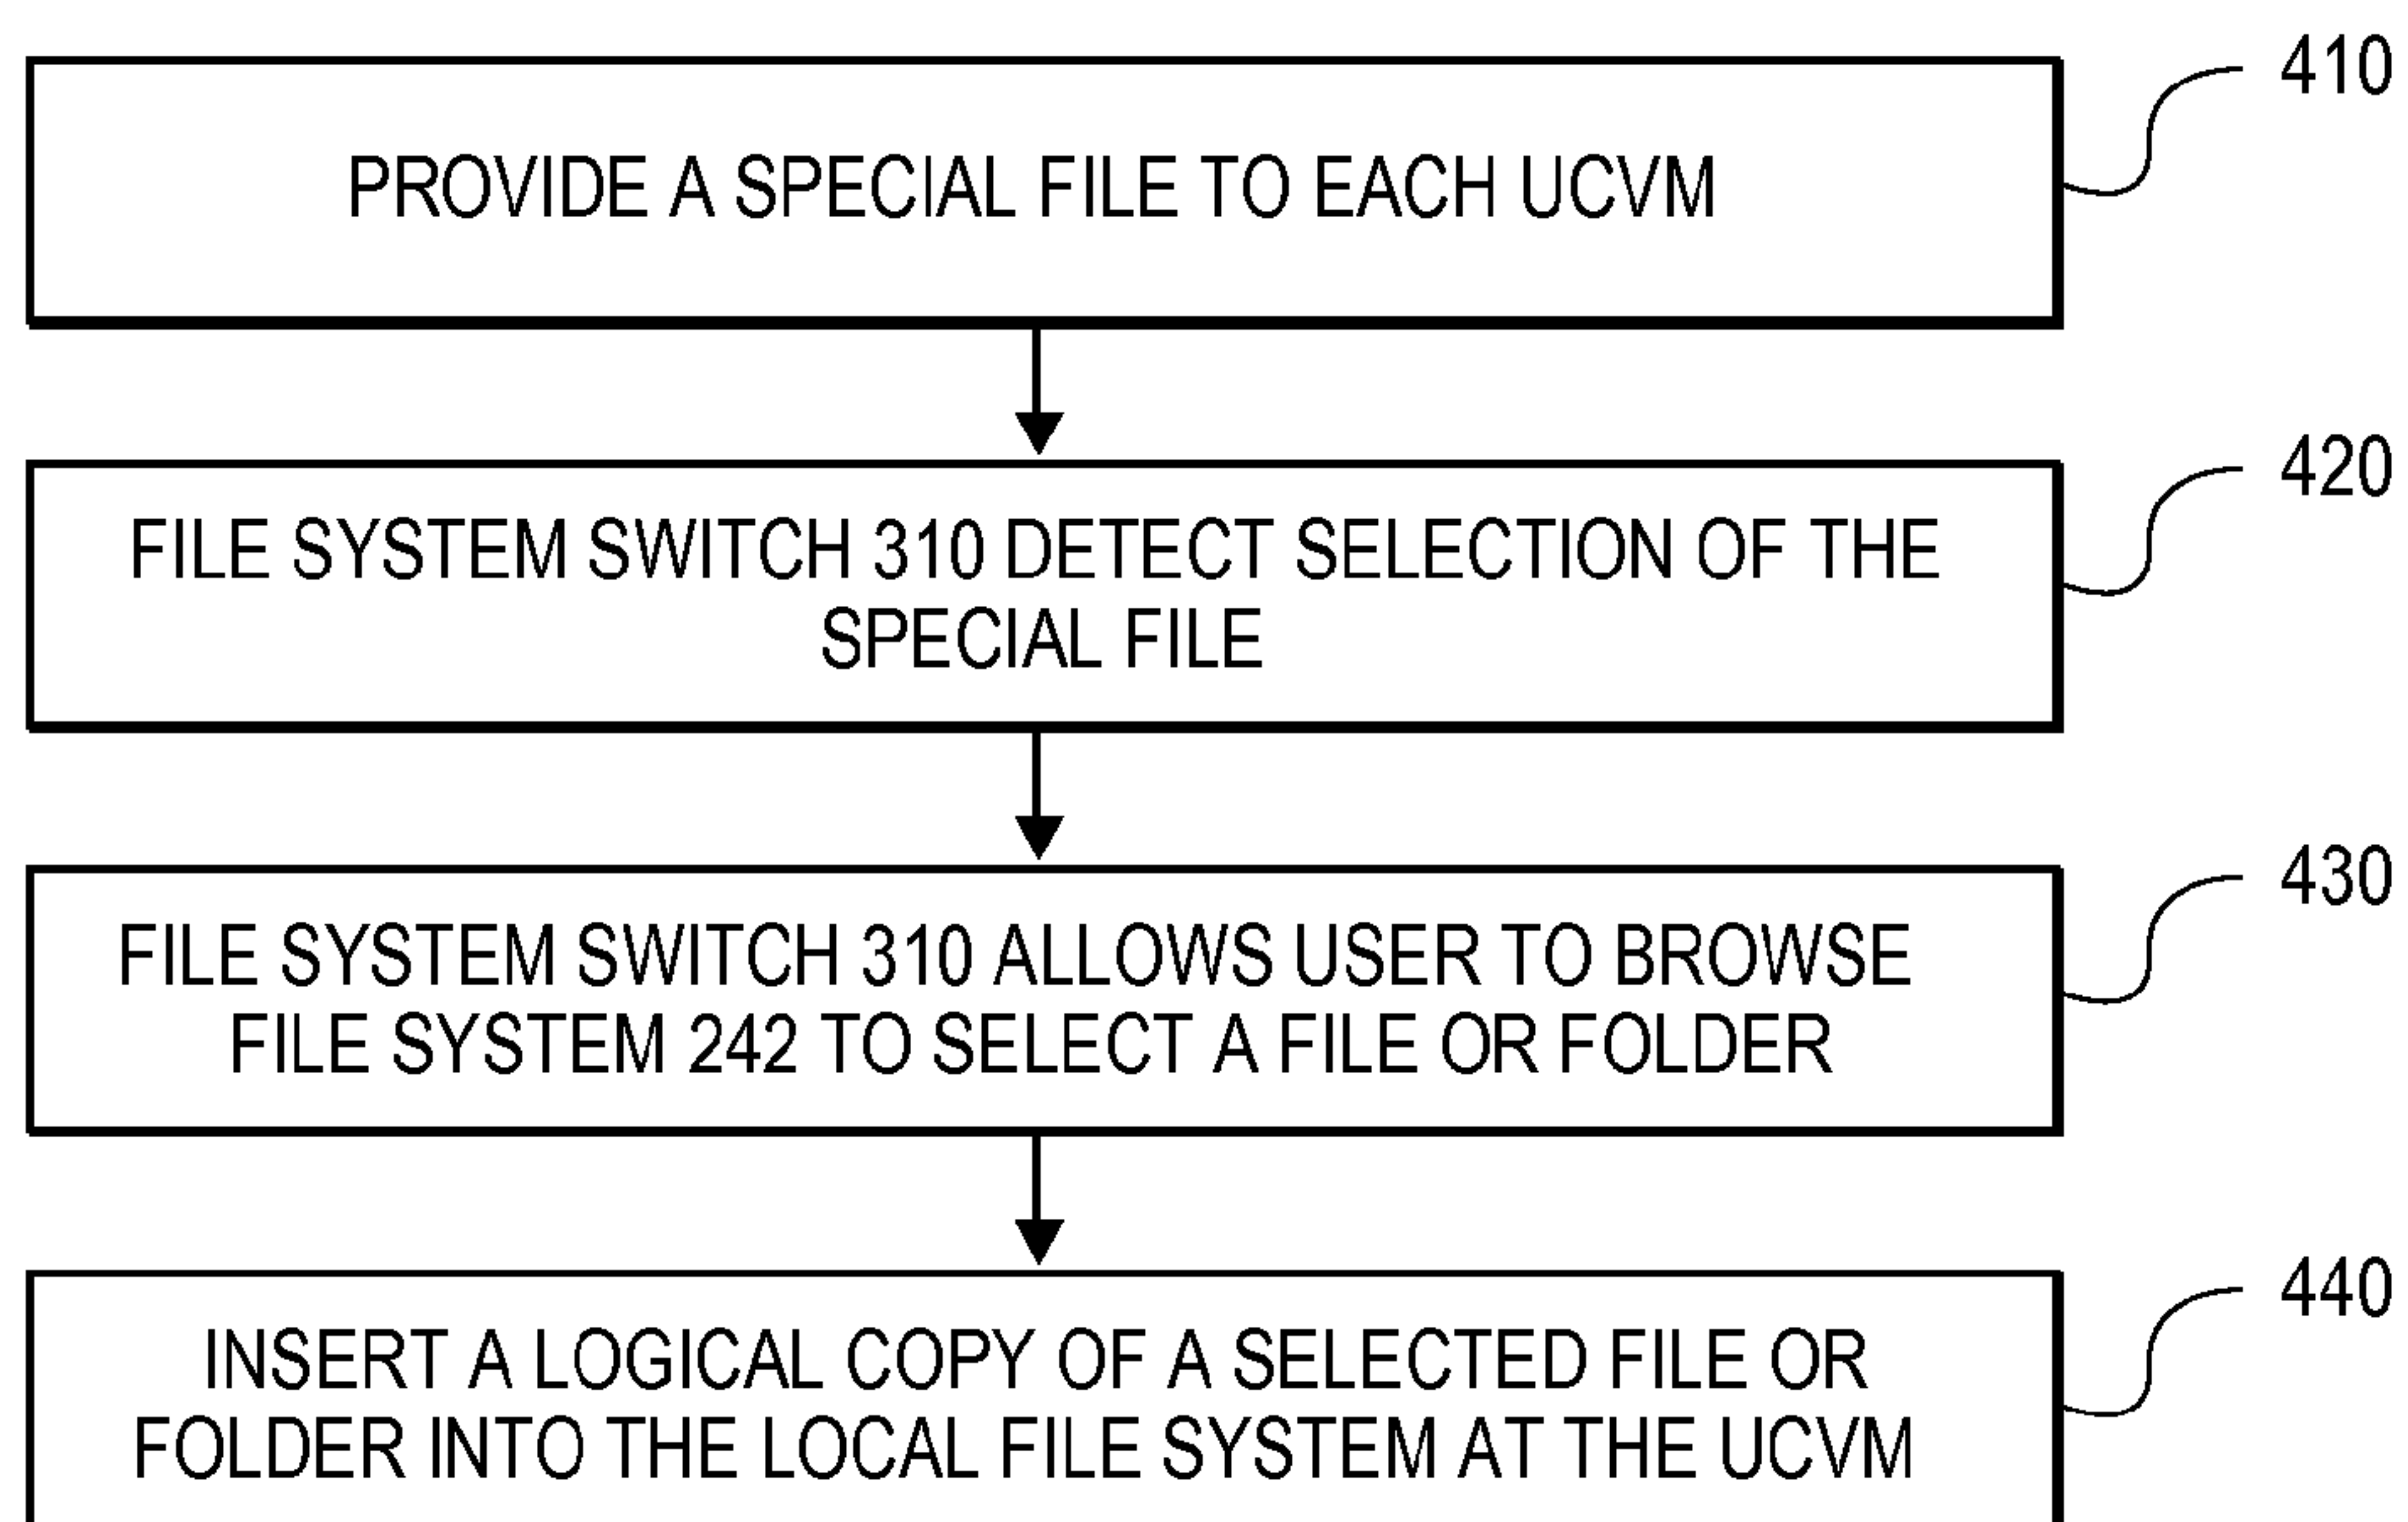 410
PROVIDE A SPECIAL FILE TO EACH UCVM
420
FILE SYSTEM SWITCH 310 DETECT SELECTION OF THE
SPECIAL FILE
430
FILE SYSTEM SWITCH 310 ALLOWS USER TO BROWSE
FILE SYSTEM 242 TO SELECT A FILE OR FOLDER
440
INSERT A LOGICAL COPY OF A SELECTED FILE OR
FOLDER INTO THE LOCAL FILE SYSTEM AT THE UCVM